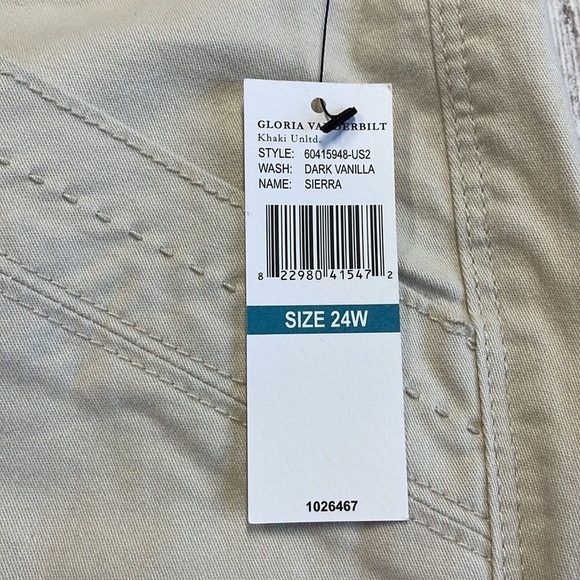 GLORIA VANDERBILT
Khaki Unltd.
STYLE: 60415948-US2
WASH: DARK VANILLA
NAME: SIERRA
8 22980 41547 2
SIZE 24W
1026467